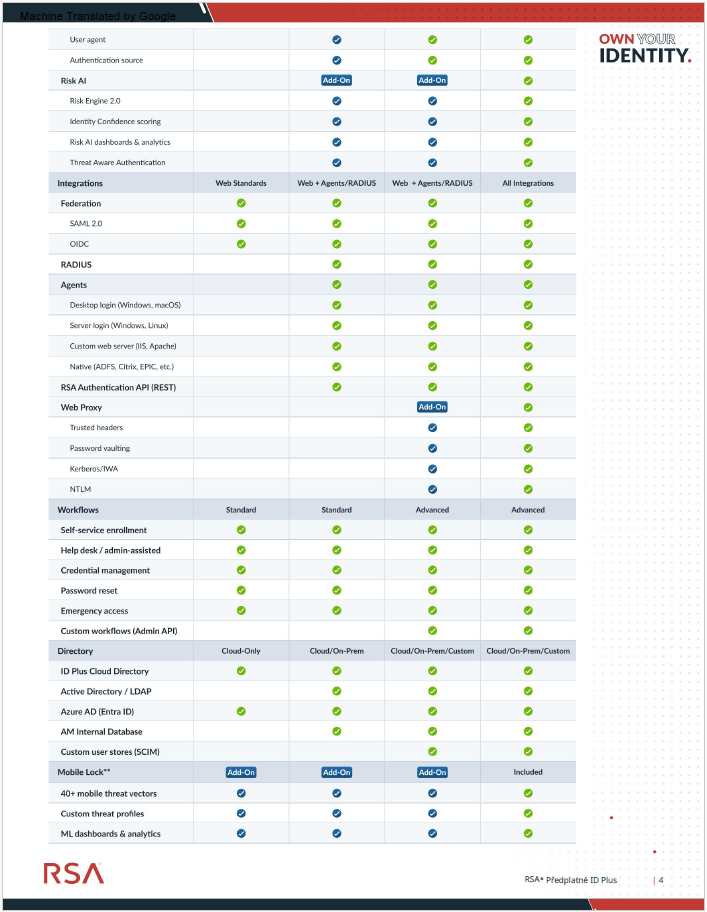 Machine Translated by Google
OWN YOUR
IDENTITY.
User agent
Authentication source
Risk AI Add-On Add-On
Risk Engine 2.0
Identity Confidence scoring
Risk AI dashboards & analytics
Threat Aware Authentication
Integrations Web Standards Web + Agents/RADIUS Web + Agents/RADIUS All Integrations
Federation
SAML 2.0
OIDC
RADIUS
Agents
Desktop login (Windows, macOS)
Server login (Windows, Linux)
Custom web server (IIS, Apache)
Native (ADFS, Citrix, EPIC, etc.)
RSA Authentication API (REST)
Web Proxy Add-On
Trusted headers
Password vaulting
Kerberos/IWA
NTLM
Workflows Standard Standard Advanced Advanced
Self-service enrollment
Help desk / admin-assisted
Credential management
Password reset
Emergency access
Custom workflows (Admin API)
Directory Cloud-Only Cloud/On-Prem Cloud/On-Prem/Custom Cloud/On-Prem/Custom
ID Plus Cloud Directory
Active Directory / LDAP
Azure AD (Entra ID)
AM Internal Database
Custom user stores (SCIM)
Mobile Lock** Add-On Add-On Add-On Included
40+ mobile threat vectors
Custom threat profiles
ML dashboards & analytics
RSA
RSA® Předplatné ID Plus | 4